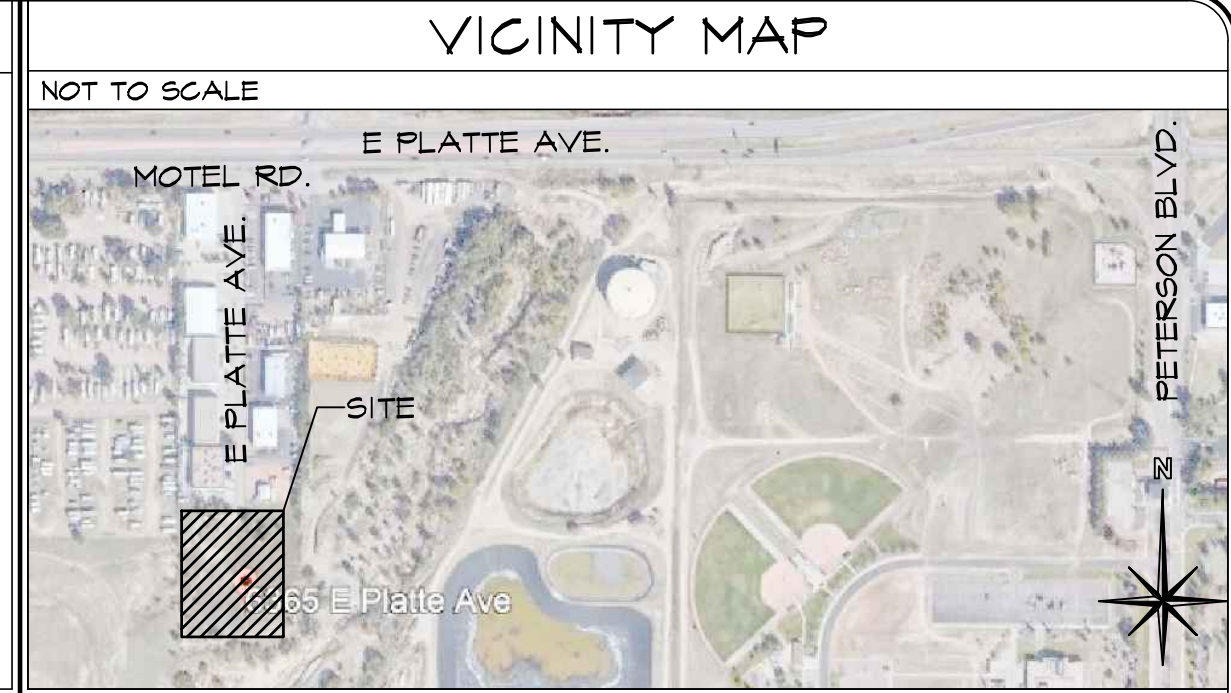 VICINITY MAP
NOT TO SCALE
E PLATTE AVE.
MOTEL RD.
E PLATTE AVE.
PETERSON BLVD.
SITE
N
E Platte Ave